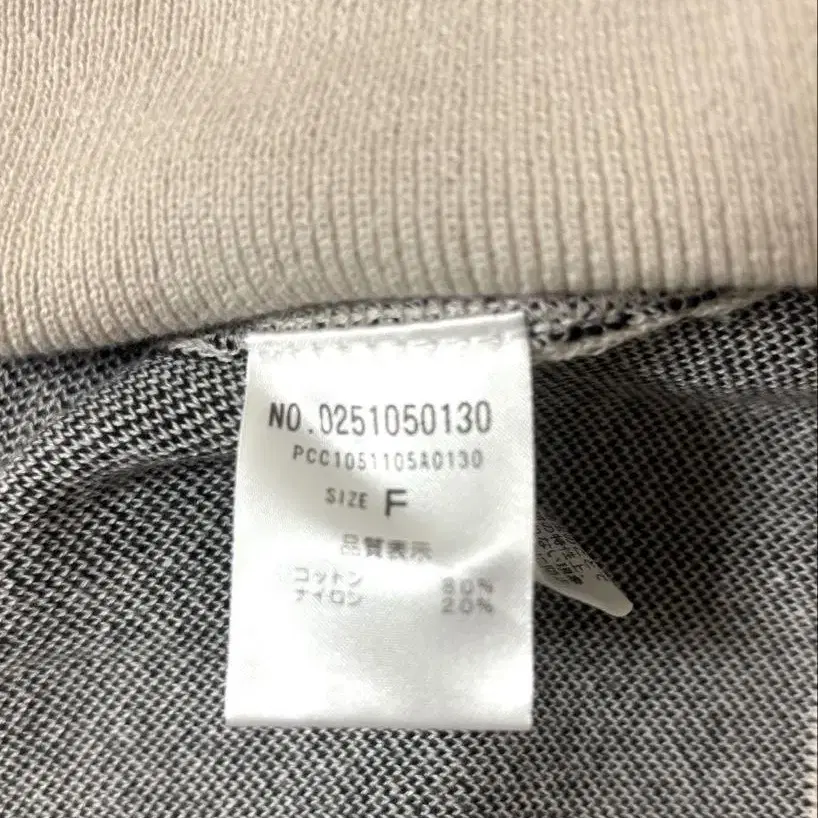 NO.0251050130
PCC1051105A0130
SIZE F
品質表示
コットン 80%
ナイロン 20%